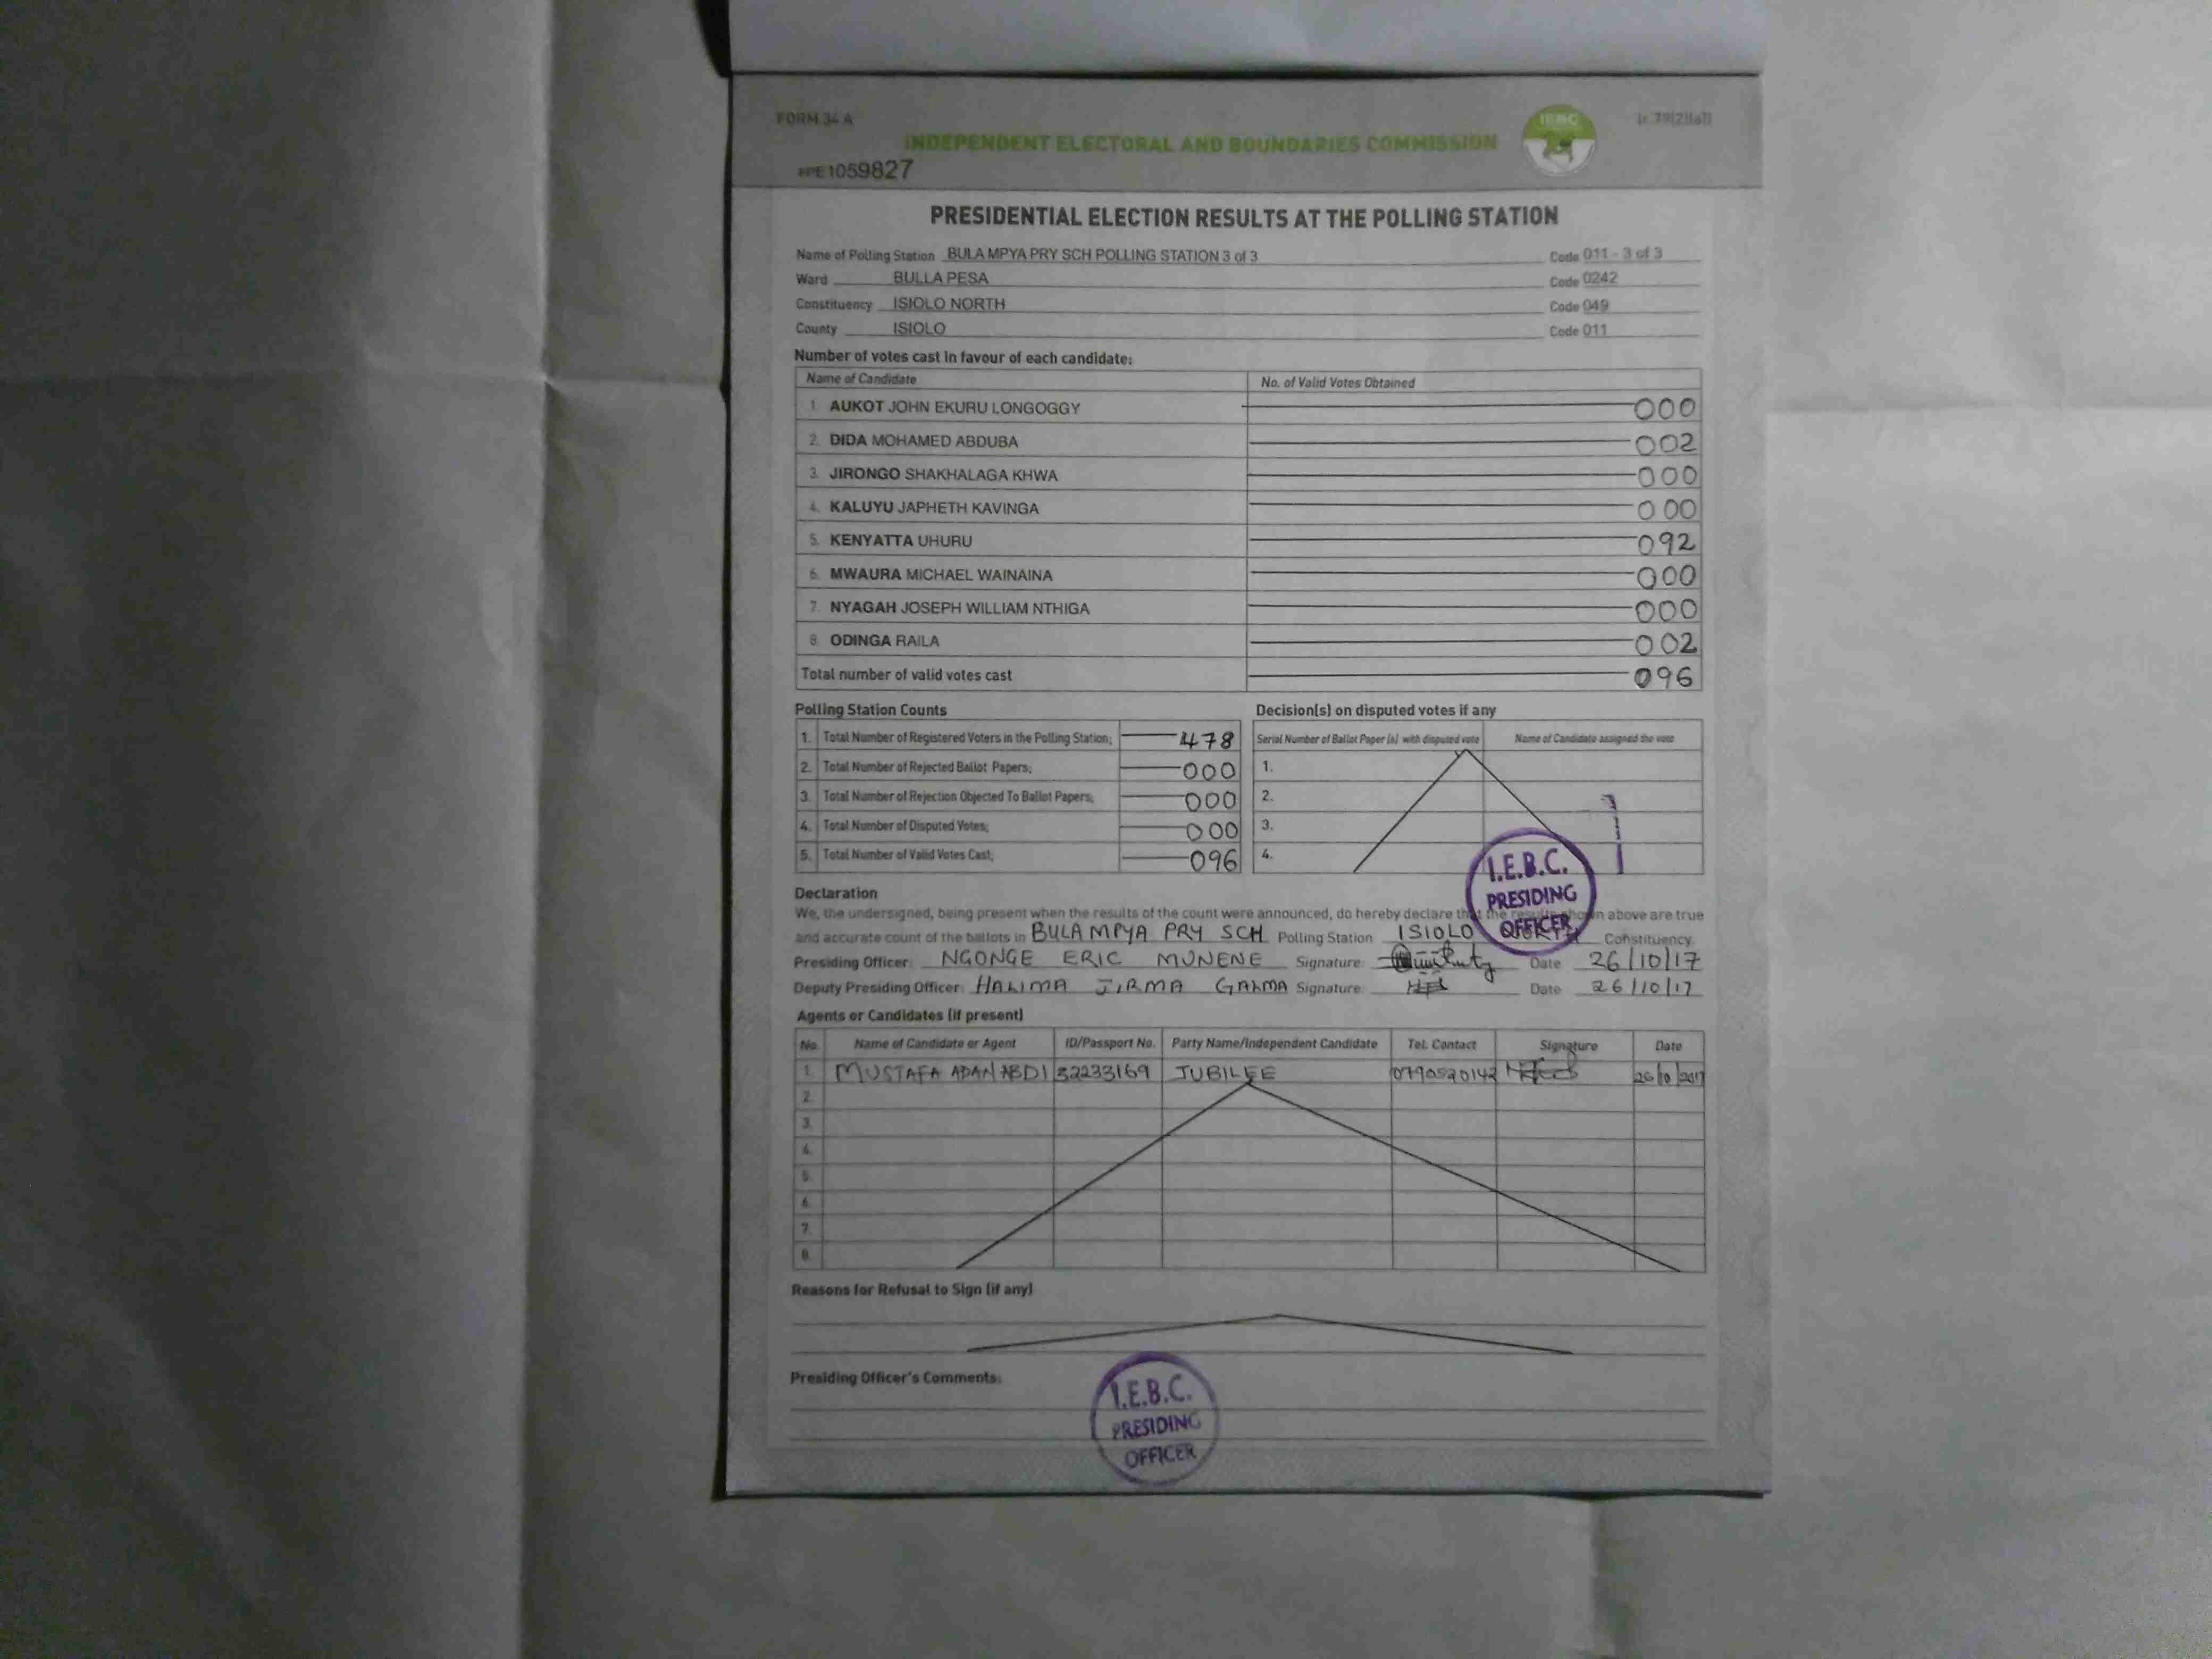 FORM 34 A
IEBC
[r. 79(2)(a)]
INDEPENDENT ELECTORAL AND BOUNDARIES COMMISSION
1059827
PRESIDENTIAL ELECTION RESULTS AT THE POLLING STATION
Name of Polling Station BULA MPYA PRY SCH POLLING STATION 3 of 3 Code 011 - 3 of 3
Ward BULLA PESA Code 0242
Constituency ISIOLO NORTH Code 049
County ISIOLO Code 011
Number of votes cast in favour of each candidate:
Name of Candidate No. of Valid Votes Obtained
1. AUKOT JOHN EKURU LONGOGGY 000
2. DIDA MOHAMED ABDUBA 002
3. JIRONGO SHAKHALAGA KHWA 000
4. KALUYU JAPHETH KAVINGA 000
5. KENYATTA UHURU 092
6. MWAURA MICHAEL WAINAINA 000
7. NYAGAH JOSEPH WILLIAM NTHIGA 000
8. ODINGA RAILA 002
Total number of valid votes cast 096
Polling Station Counts
1. Total Number of Registered Voters in the Polling Station; 478
2. Total Number of Rejected Ballot Papers; 000
3. Total Number of Rejection Objected To Ballot Papers; 000
4. Total Number of Disputed Votes; 000
5. Total Number of Valid Votes Cast; 096
Decision(s) on disputed votes if any
Serial Number of Ballot Paper (s) with disputed vote Name of Candidate assigned the vote
1.
2.
3.
4.
I.E.B.C.
PRESIDING
OFFICER
Declaration
We, the undersigned, being present when the results of the count were announced, do hereby declare that the results shown above are true
and accurate count of the ballots in BULA MPYA PRY SCH Polling Station ISIOLO NORTH Constituency.
Presiding Officer: NGONGE ERIC MUNENE Signature: Date 26/10/17
Deputy Presiding Officer: HALIMA JIRMA GALMA Signature: Date 26/10/17
Agents or Candidates (if present)
No. Name of Candidate or Agent ID/Passport No. Party Name/Independent Candidate Tel. Contact Signature Date
1. MUSTAFA ADAN ABDI 32233169 JUBILEE 0790520142 26/10/2017
2.
3.
4.
5.
6.
7.
8.
Reasons for Refusal to Sign (if any)
Presiding Officer's Comments:
I.E.B.C.
PRESIDING
OFFICER